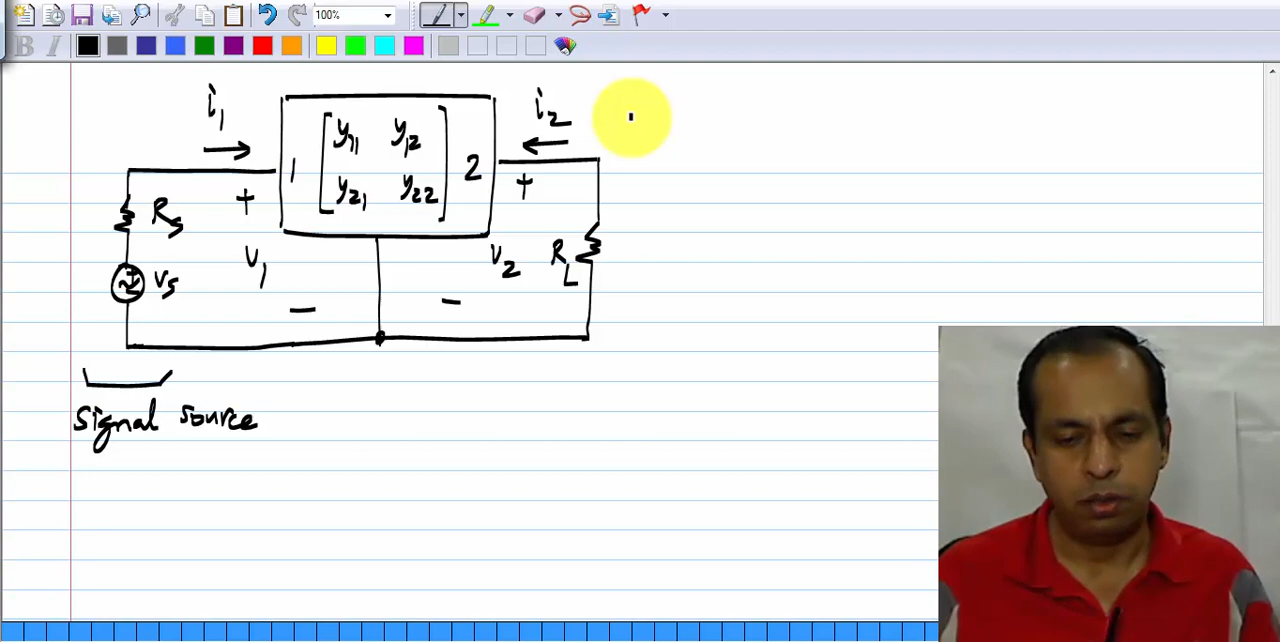 100%
B I
i1 i2
1 [ y11 y12 2
y21 y22 ]
+ +
Rs
vs v1 v2 RL
− −
Signal source